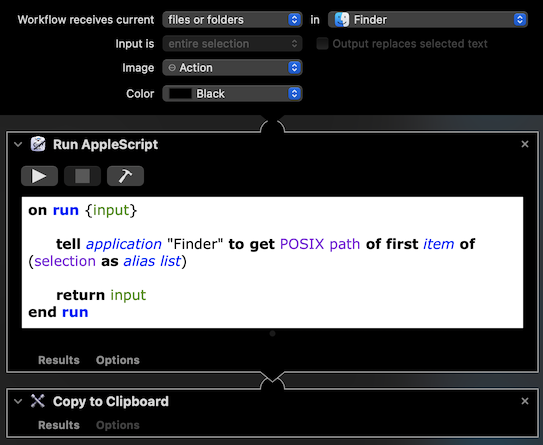 Workflow receives current files or folders in Finder
Input is entire selection Output replaces selected text
Image Action
Color Black
Run AppleScript
on run {input}
tell application "Finder" to get POSIX path of first item of
(selection as alias list)
return input
end run
Results Options
Copy to Clipboard
Results Options